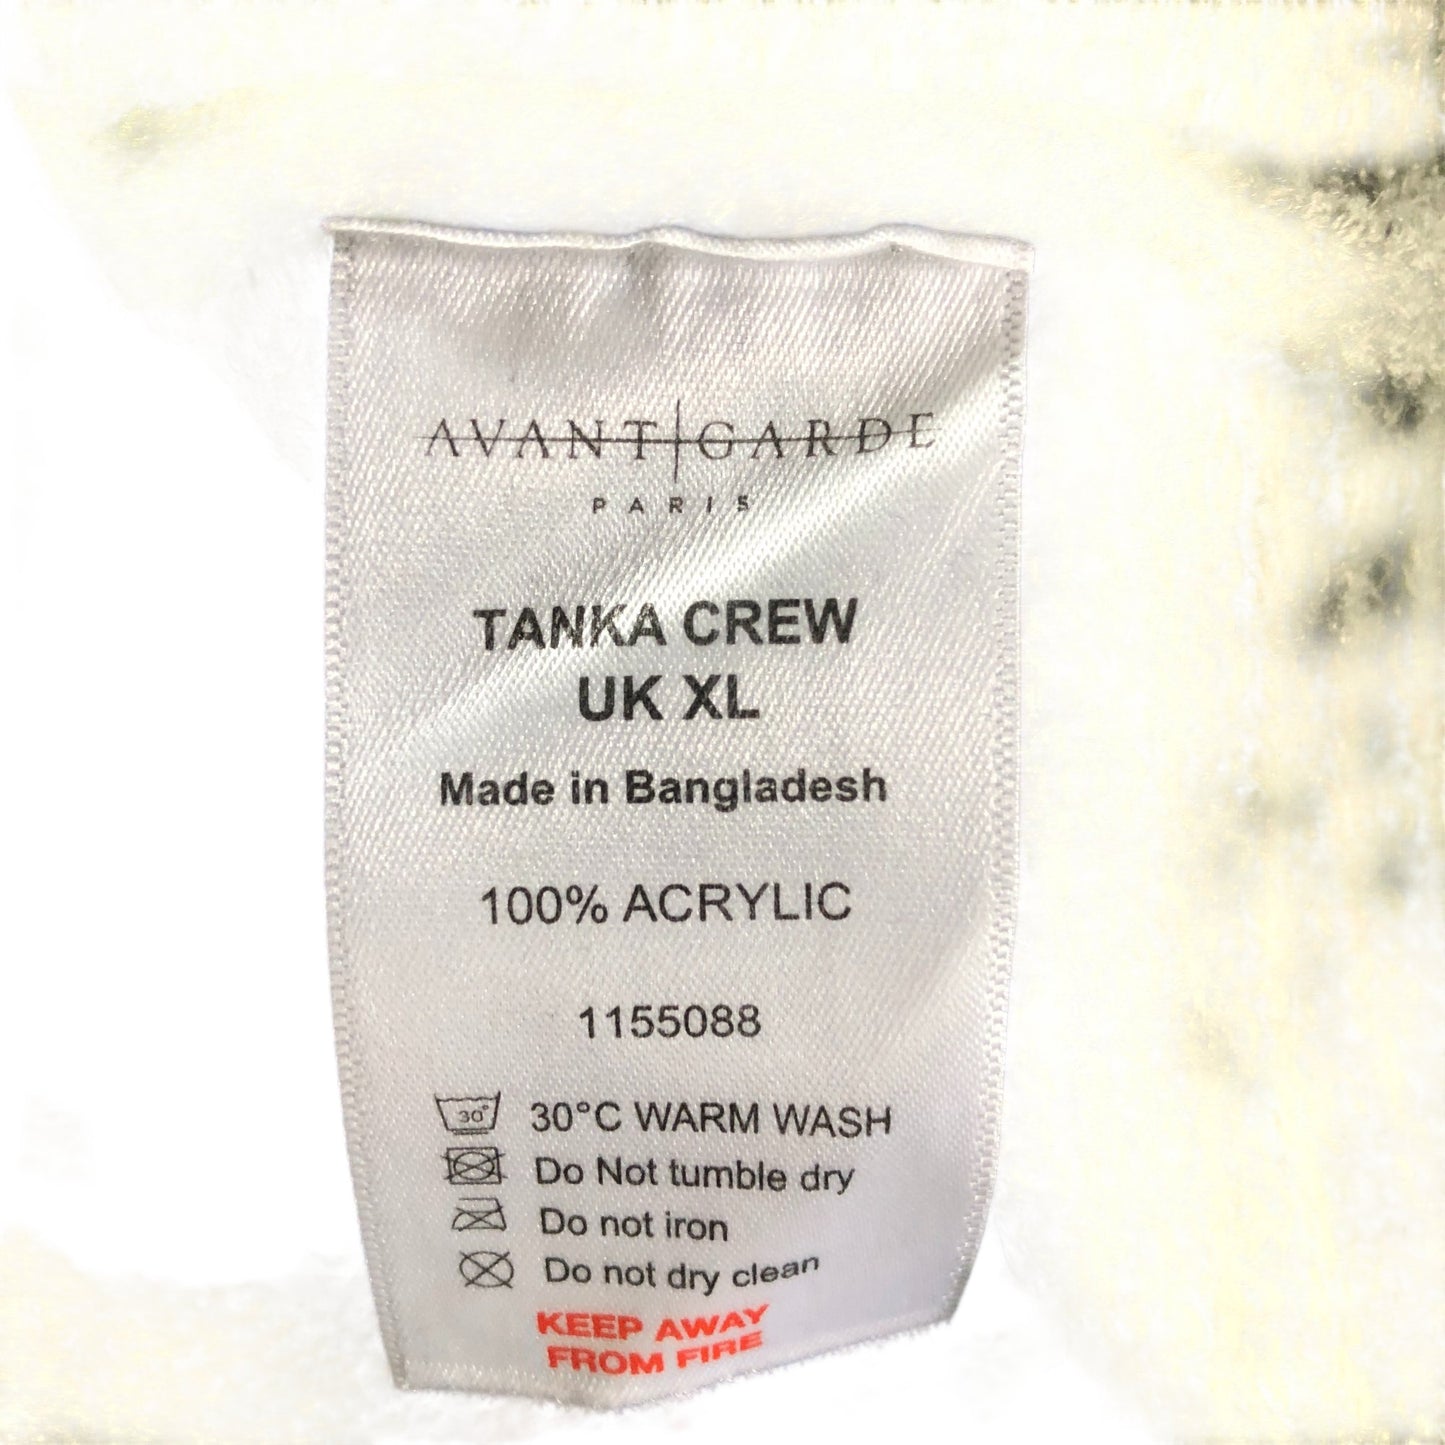 AVANT|GARDE
PARIS
TANKA CREW
UK XL
Made in Bangladesh
100% ACRYLIC
1155088
30° 30°C WARM WASH
Do Not tumble dry
Do not iron
Do not dry clean
KEEP AWAY
FROM FIRE